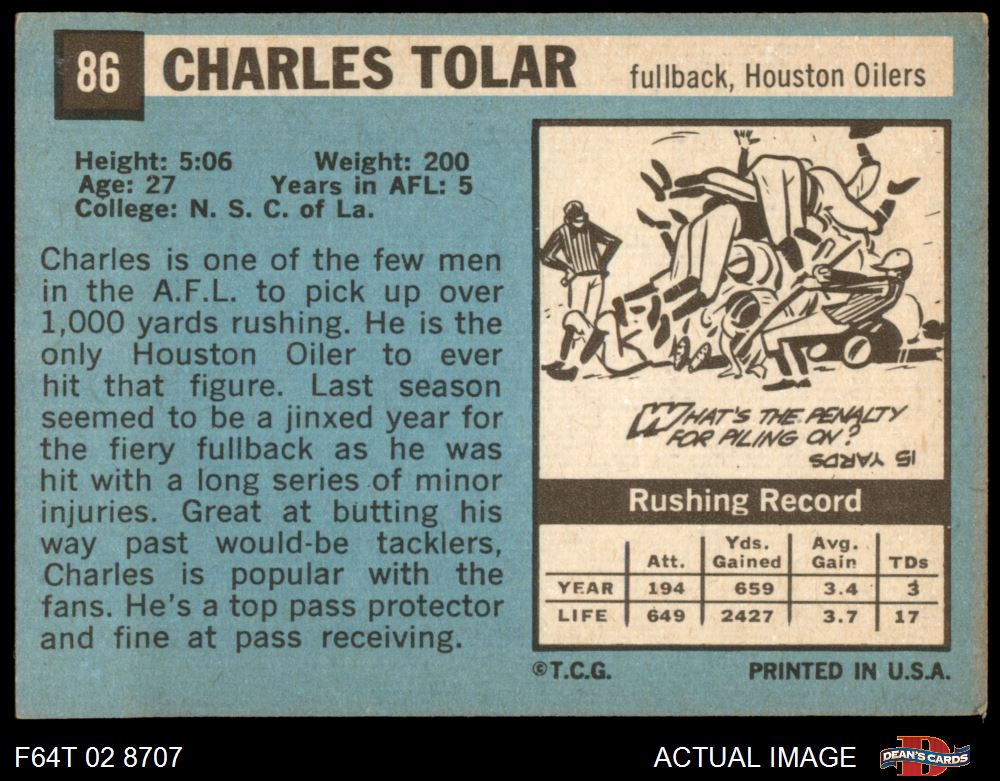 86 CHARLES TOLAR fullback, Houston Oilers
Height: 5:06 Weight: 200
Age: 27 Years in AFL: 5
College: N. S. C. of La.
Charles is one of the few men
in the A.F.L. to pick up over
1,000 yards rushing. He is the
only Houston Oiler to ever
hit that figure. Last season
seemed to be a jinxed year for
the fiery fullback as he was
hit with a long series of minor
injuries. Great at butting his
way past would-be tacklers,
Charles is popular with the
fans. He's a top pass protector
and fine at pass receiving.
WHAT'S THE PENALTY
FOR PILING ON?
15 YARDS
Rushing Record
Att. Yds. Gained Avg. Gain TDs
YEAR 194 659 3.4 3
LIFE 649 2427 3.7 17
©T.C.G. PRINTED IN U.S.A.
F64T 02 8707 ACTUAL IMAGE DEAN'S CARDS